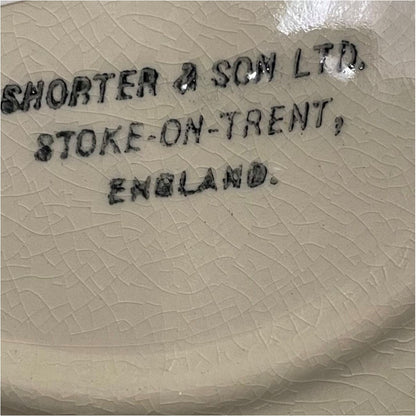 SHORTER & SON LTD.
STOKE-ON-TRENT,
ENGLAND.